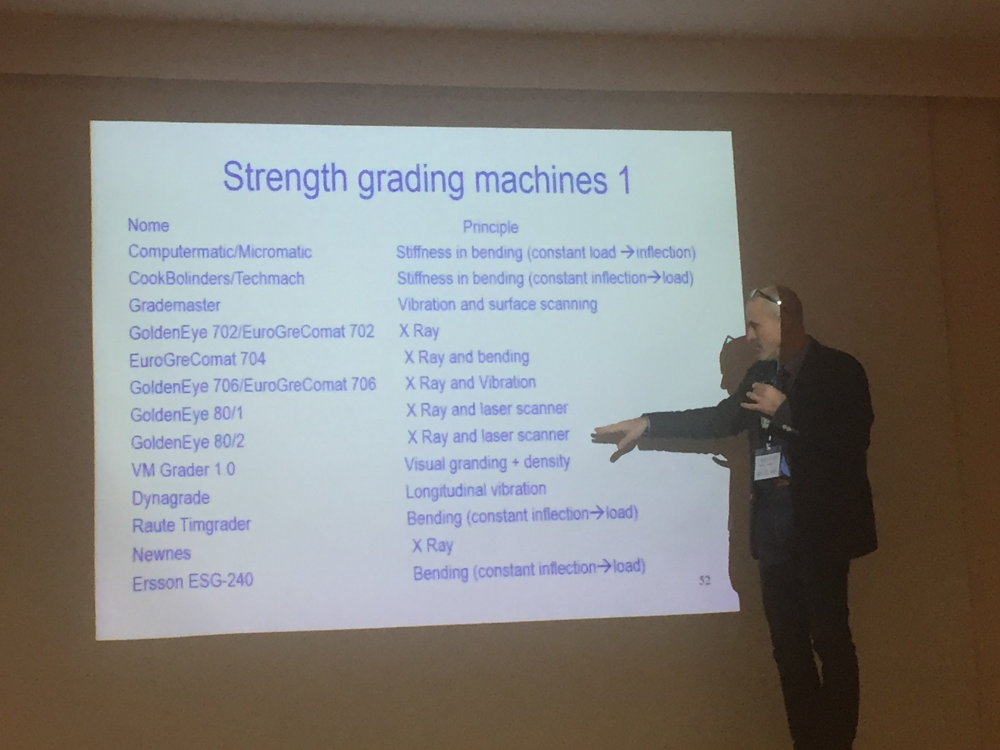 Strength grading machines 1
Nome Principle
Computermatic/Micromatic Stiffness in bending (constant load →inflection)
CookBolinders/Techmach Stiffness in bending (constant inflection→load)
Grademaster Vibration and surface scanning
GoldenEye 702/EuroGreComat 702 X Ray
EuroGreComat 704 X Ray and bending
GoldenEye 706/EuroGreComat 706 X Ray and Vibration
GoldenEye 80/1 X Ray and laser scanner
GoldenEye 80/2 X Ray and laser scanner
VM Grader 1.0 Visual granding + density
Dynagrade Longitudinal vibration
Raute Timgrader Bending (constant inflection→load)
Newnes X Ray
Ersson ESG-240 Bending (constant inflection→load)
52